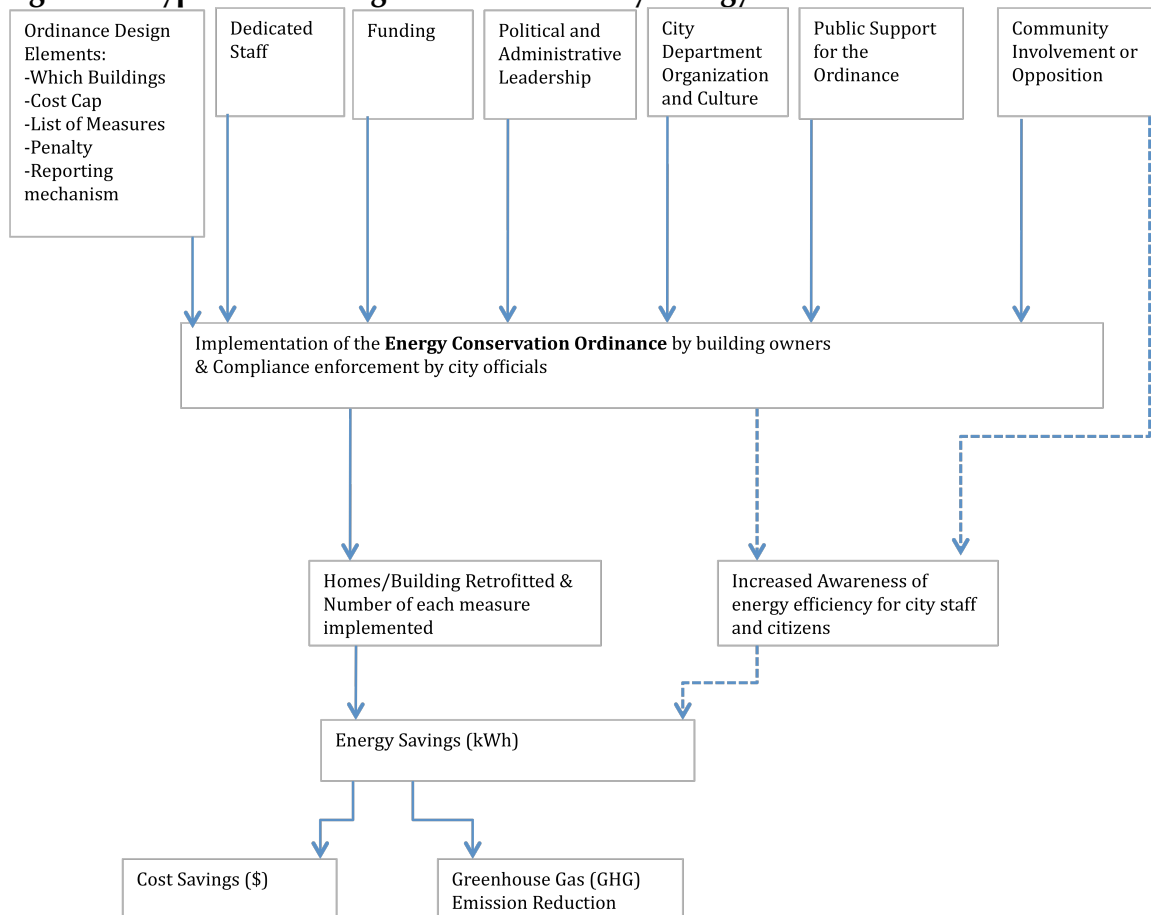 Ordinance Design
Elements:
-Which Buildings
-Cost Cap
-List of Measures
-Penalty
-Reporting
mechanism
Dedicated
Staff
Funding
Political and
Administrative
Leadership
City
Department
Organization
and Culture
Public Support
for the
Ordinance
Community
Involvement or
Opposition
Implementation of the Energy Conservation Ordinance by building owners
& Compliance enforcement by city officials
Homes/Building Retrofitted &
Number of each measure
implemented
Increased Awareness of
energy efficiency for city staff
and citizens
Energy Savings (kWh)
Cost Savings ($)
Greenhouse Gas (GHG)
Emission Reduction